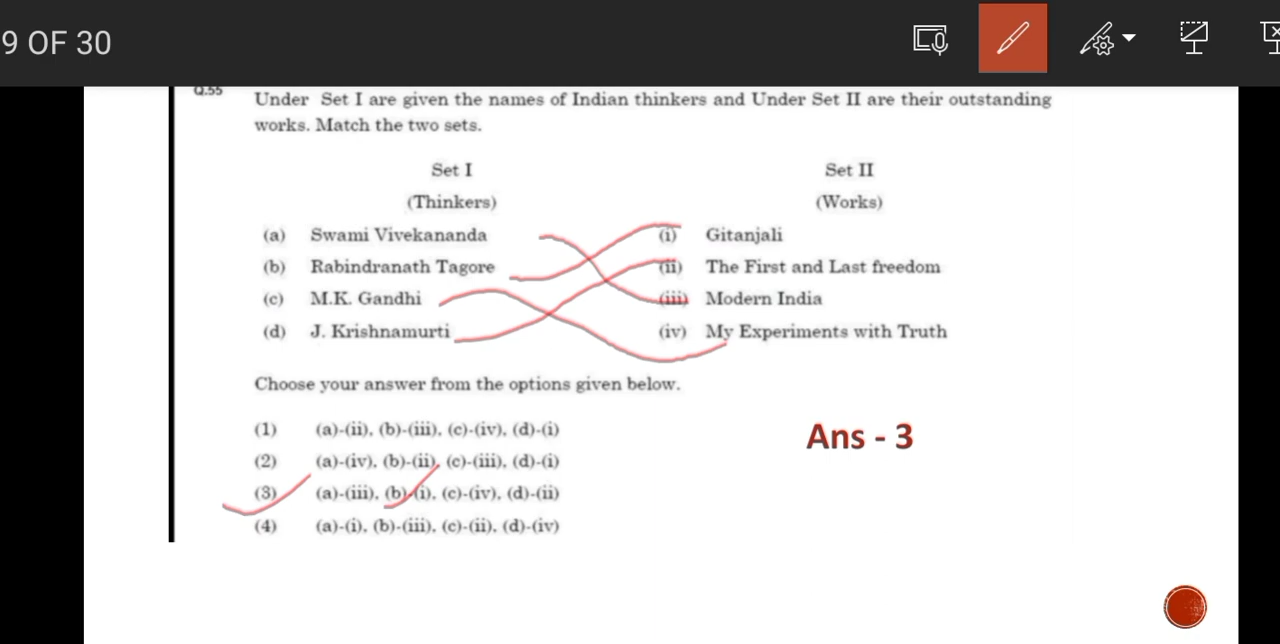 9 OF 30
Q.55
Under Set I are given the names of Indian thinkers and Under Set II are their outstanding
works. Match the two sets.
Set I Set II
(Thinkers) (Works)
(a) Swami Vivekananda (i) Gitanjali
(b) Rabindranath Tagore (ii) The First and Last freedom
(c) M.K. Gandhi (iii) Modern India
(d) J. Krishnamurti (iv) My Experiments with Truth
Choose your answer from the options given below.
(1) (a)-(ii), (b)-(iii), (c)-(iv), (d)-(i)
(2) (a)-(iv), (b)-(ii), (c)-(iii), (d)-(i)
(3) (a)-(iii), (b)-(i), (c)-(iv), (d)-(ii)
(4) (a)-(i), (b)-(iii), (c)-(ii), (d)-(iv)
Ans - 3